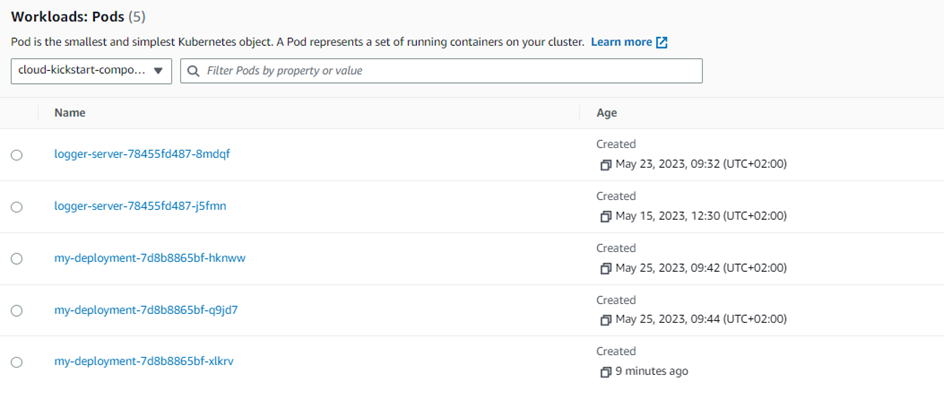 Workloads: Pods (5)
Pod is the smallest and simplest Kubernetes object. A Pod represents a set of running containers on your cluster. Learn more
cloud-kickstart-compo... Filter Pods by property or value
Name Age
logger-server-78455fd487-8mdqf Created
May 23, 2023, 09:32 (UTC+02:00)
logger-server-78455fd487-j5fmn Created
May 15, 2023, 12:30 (UTC+02:00)
my-deployment-7d8b8865bf-hknww Created
May 25, 2023, 09:42 (UTC+02:00)
my-deployment-7d8b8865bf-q9jd7 Created
May 25, 2023, 09:44 (UTC+02:00)
my-deployment-7d8b8865bf-xlkrv Created
9 minutes ago